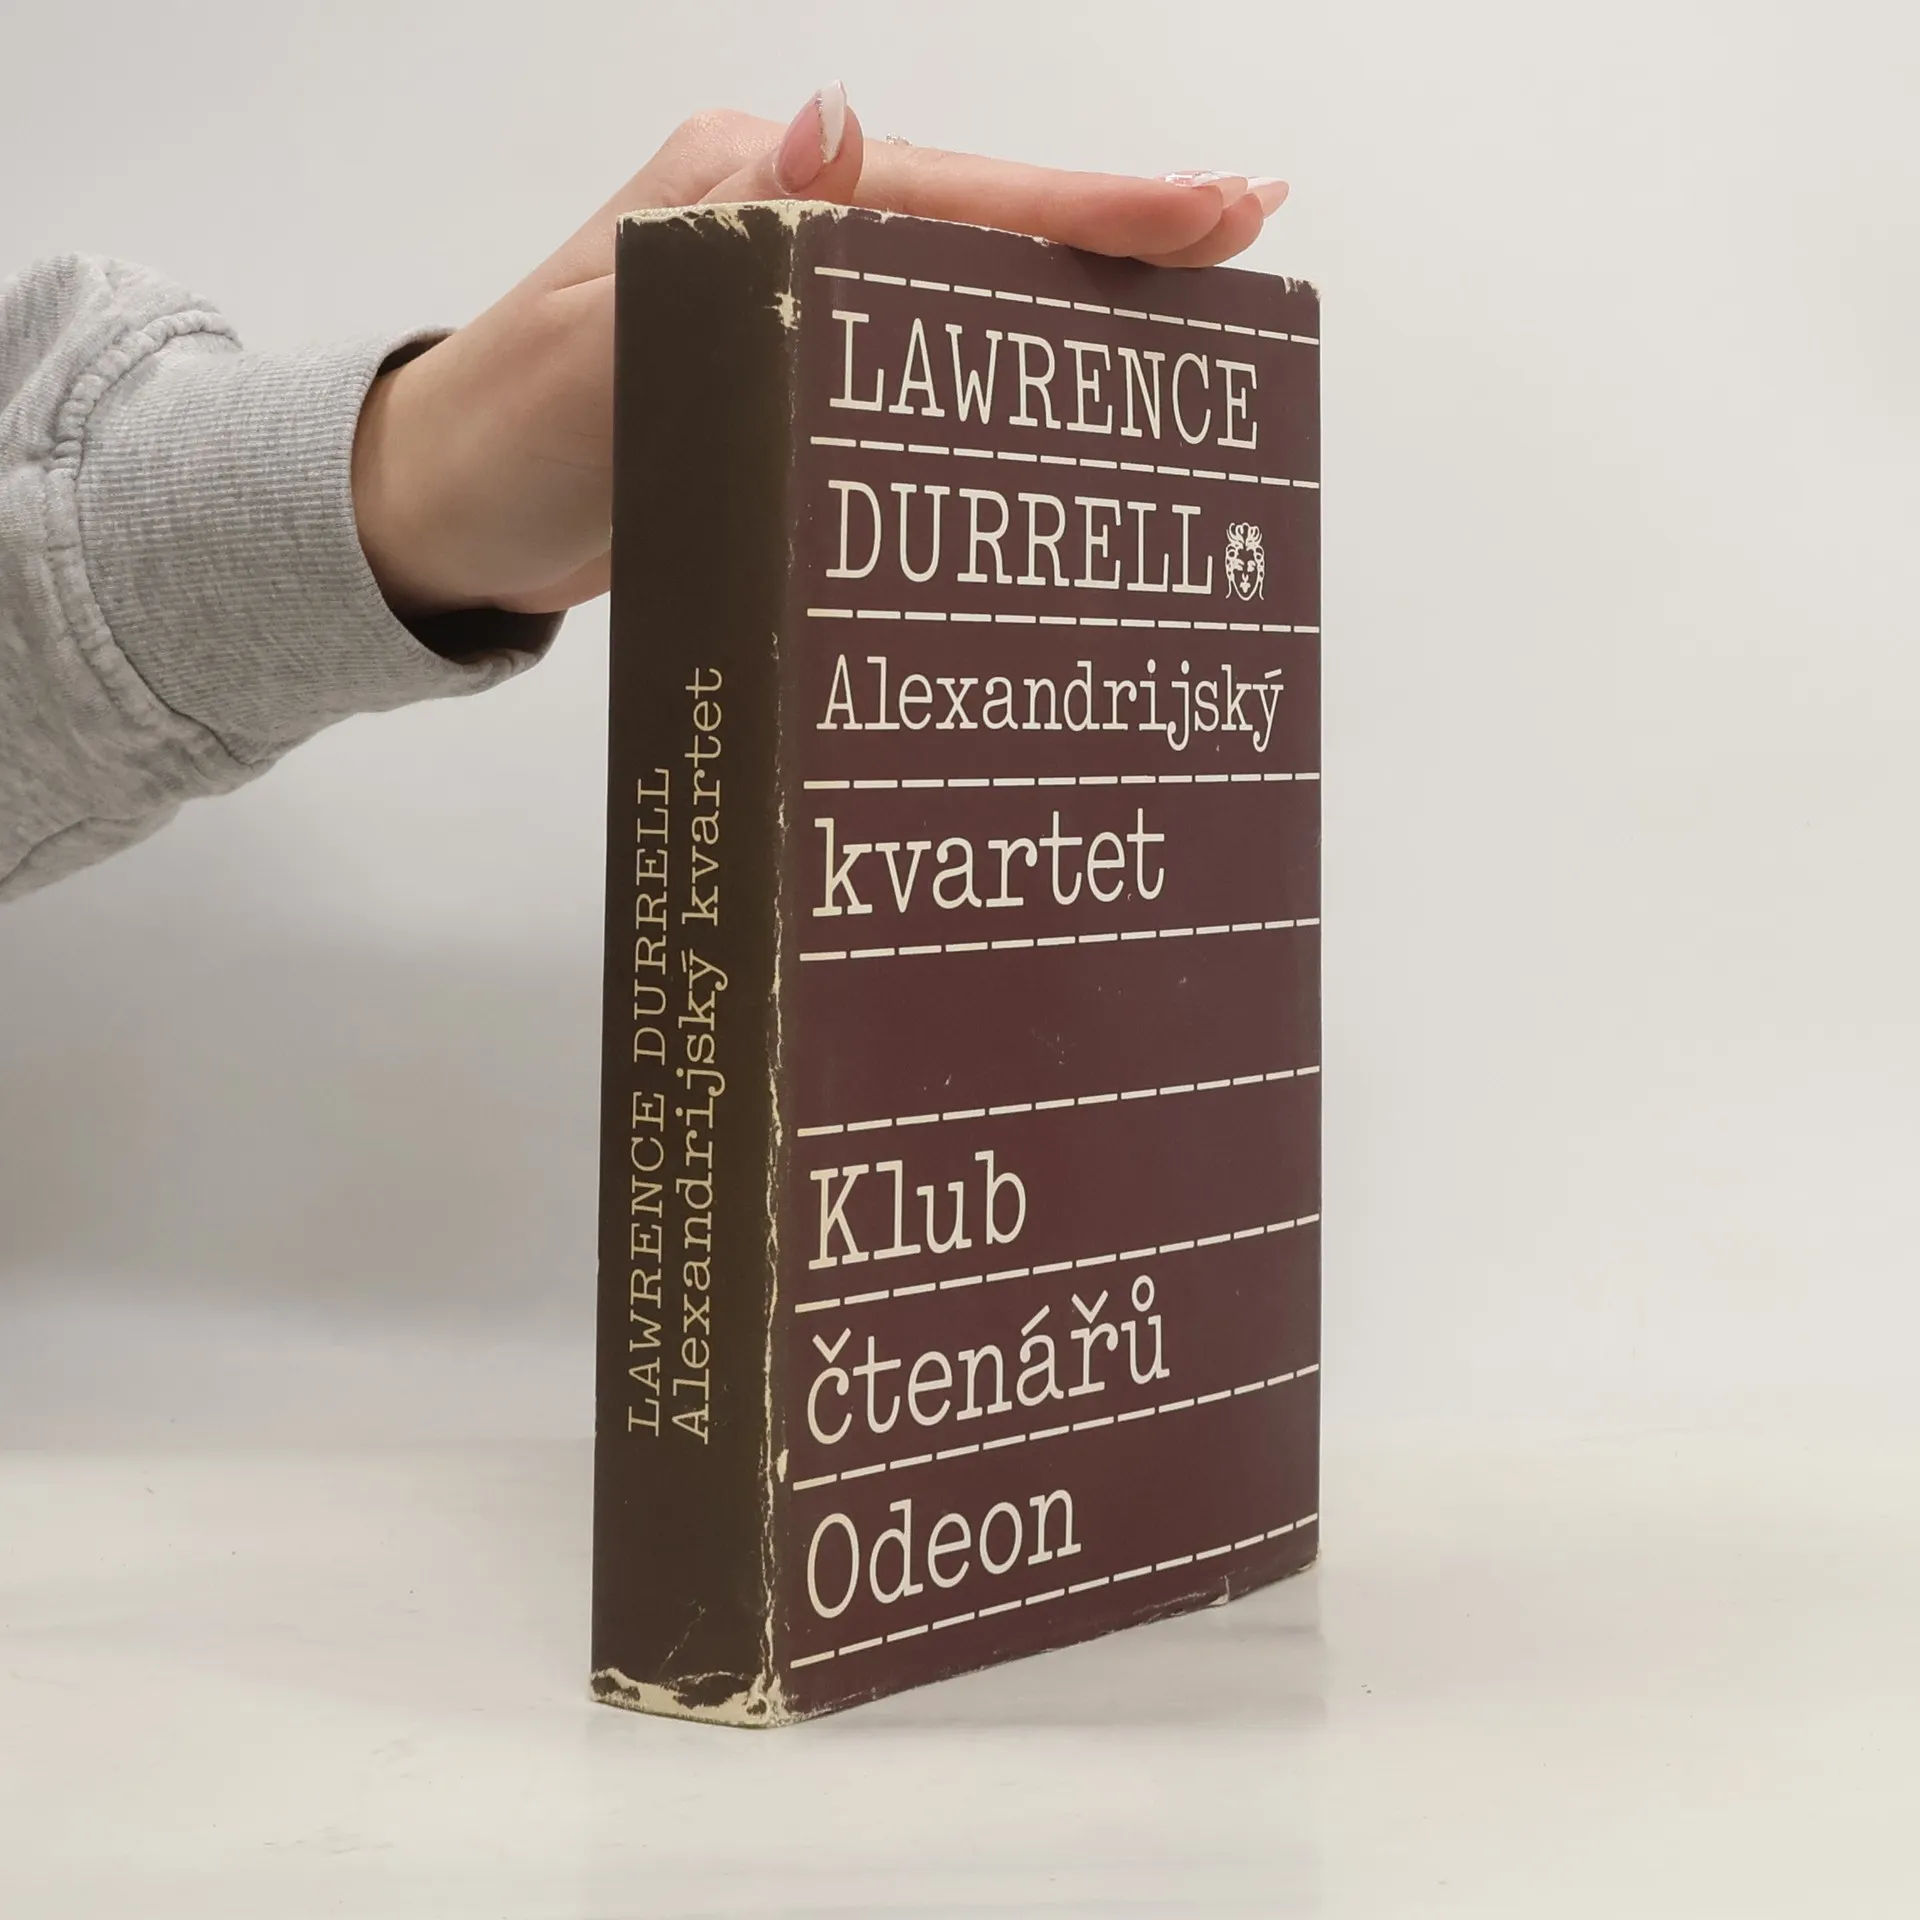 LAWRENCE DURRELL
Alexandrijský kvartet
LAWRENCE
DURRELL
Alexandrijský
kvartet
Klub
čtenářů
Odeon